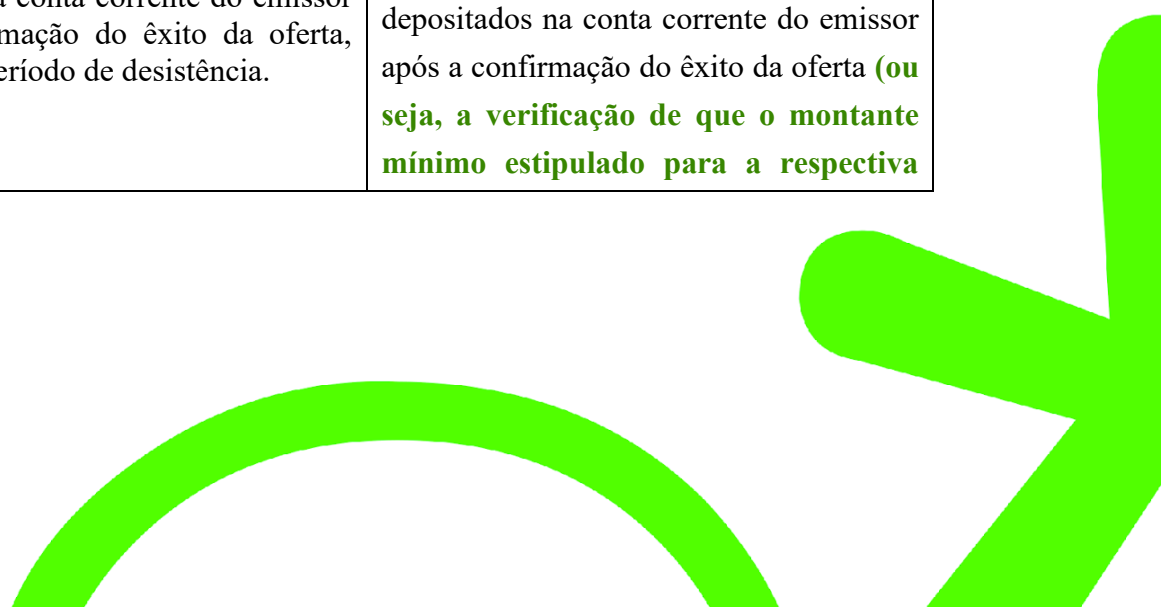 conta corrente do emissor
do êxito da oferta,
de desistência.
depositados na conta corrente do emissor
após a confirmação do êxito da oferta (ou
seja, a verificação de que o montante
mínimo estipulado para a respectiva